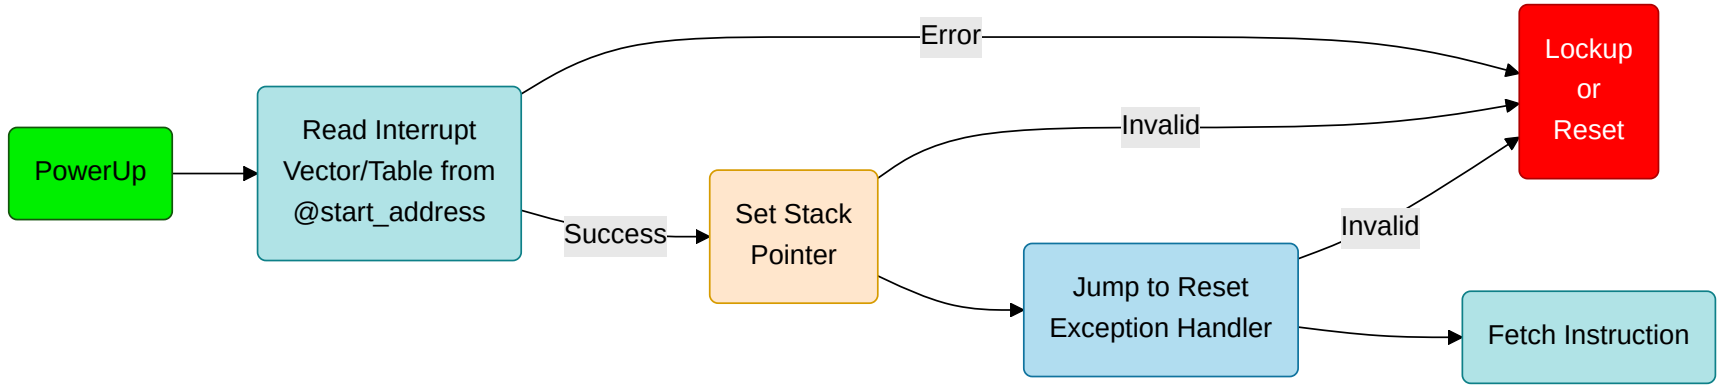 PowerUp
Read Interrupt
Vector/Table from
@start_address
Error
Success
Set Stack
Pointer
Invalid
Jump to Reset
Exception Handler
Invalid
Lockup
or
Reset
Fetch Instruction